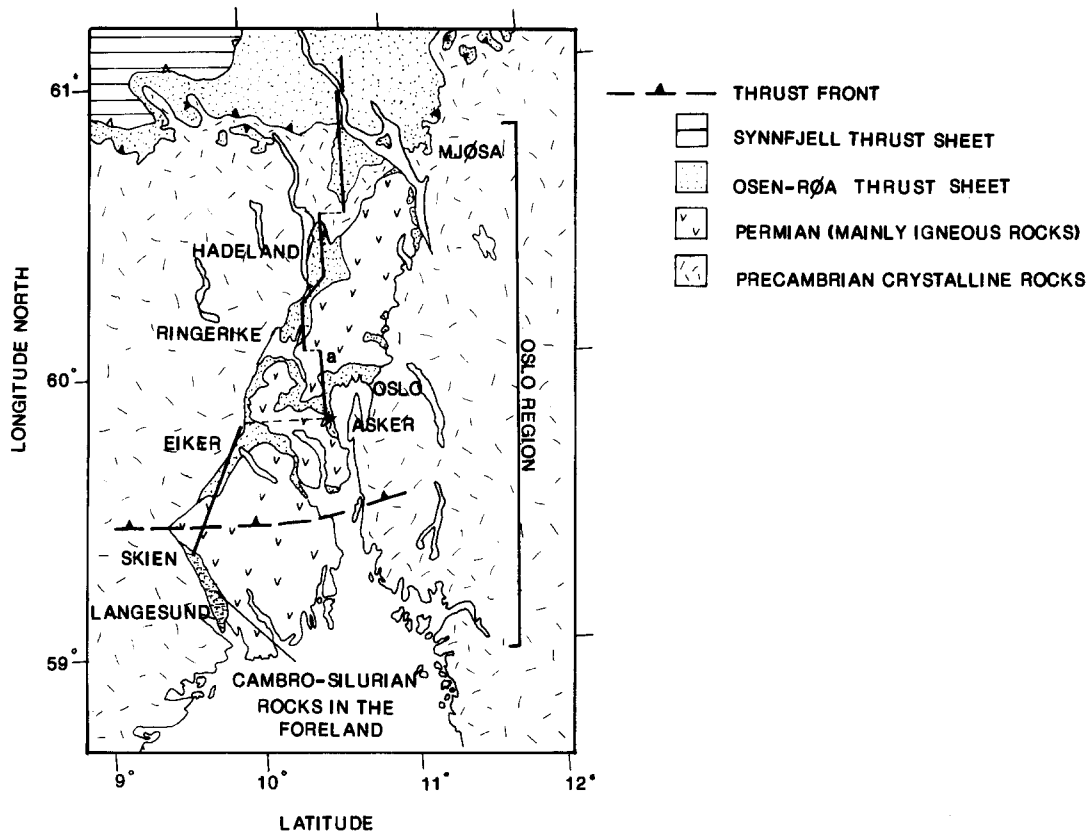 61°
60°
59°
LONGITUDE NORTH
9°
10°
11°
12°
LATITUDE
MJØSA
HADELAND
RINGERIKE
a
OSLO
ASKER
EIKER
SKIEN
LANGESUND
CAMBRO-SILURIAN
ROCKS IN THE
FORELAND
OSLO REGION
THRUST FRONT
SYNNFJELL THRUST SHEET
OSEN-RØA THRUST SHEET
PERMIAN (MAINLY IGNEOUS ROCKS)
PRECAMBRIAN CRYSTALLINE ROCKS